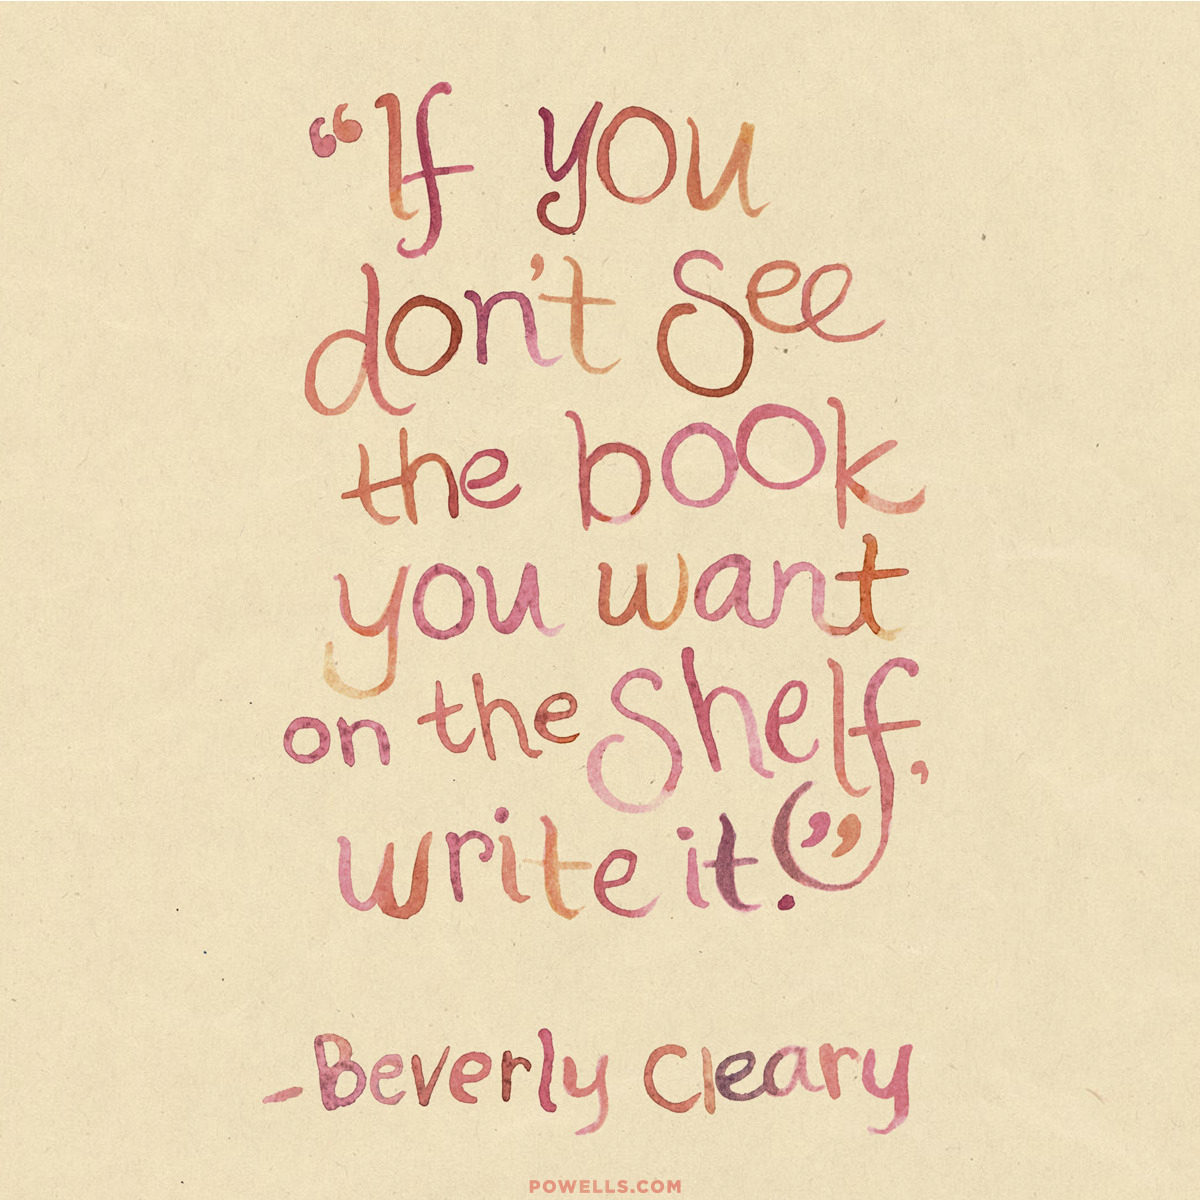 “If you
don't see
the book
you want
on the shelf,
write it.”
-Beverly Cleary
POWELLS.COM